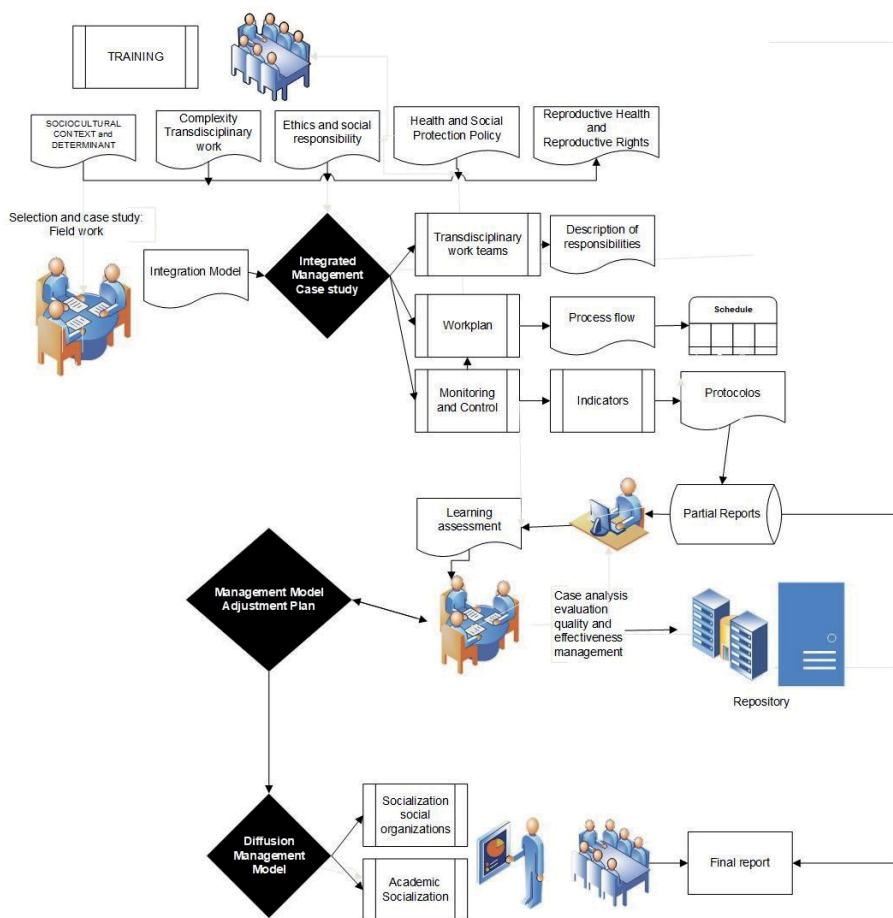 TRAINING
SOCIOCULTURAL
CONTEXT and
DETERMINANT
Complexity
Transdisciplinary
work
Ethics and social
responsibility
Health and Social
Protection Policy
Reproductive Health
and
Reproductive Rights
Selection and case study:
Field work
Integration Model
Integrated
Management
Case study
Transdisciplinary
work teams
Description of
responsibilities
Workplan
Process flow
Schedule
Monitoring
and Control
Indicators
Protocolos
Learning
assessment
Partial Reports
Management Model
Adjustment Plan
Case analysis
evaluation
quality and
effectiveness
management
Repository
Diffusion
Management
Model
Socialization
social
organizations
Academic
Socialization
Final report